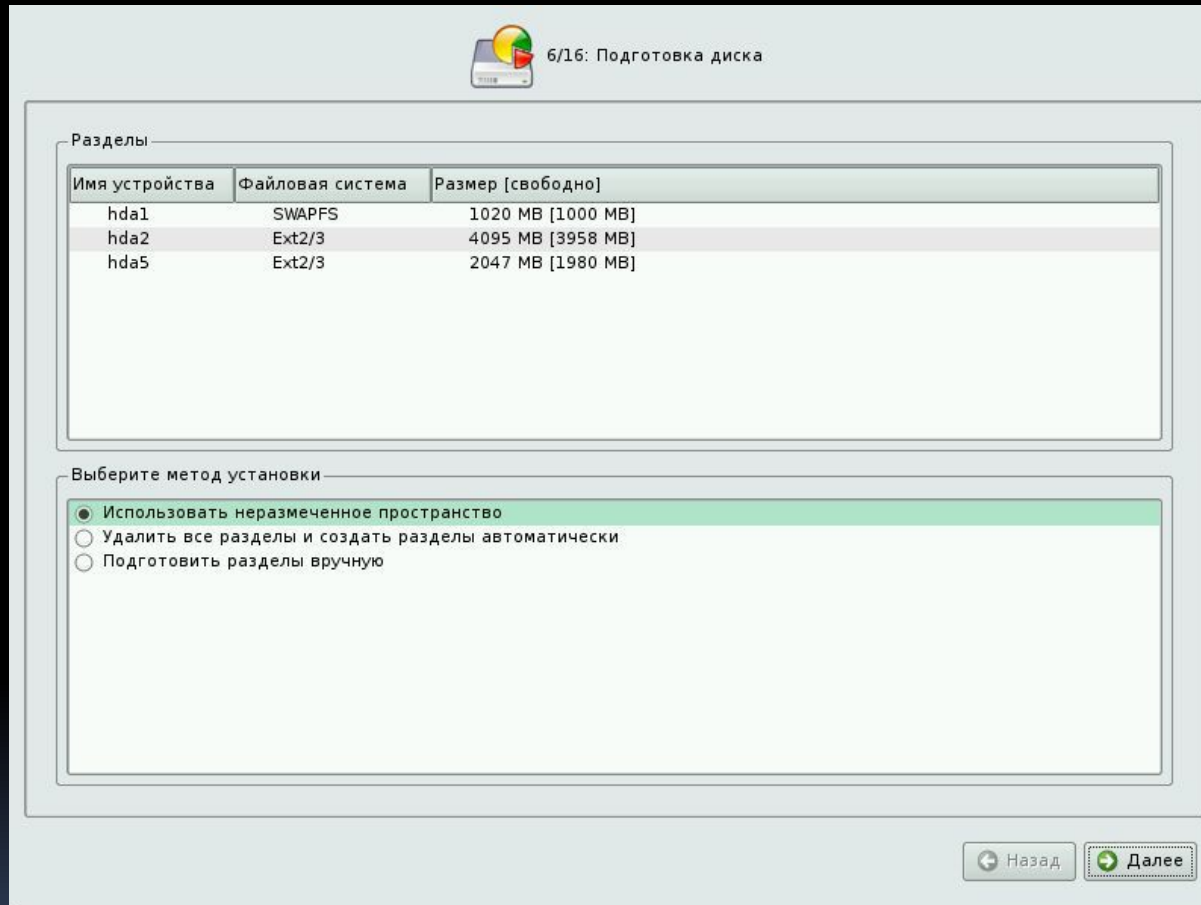 6/16: Подготовка диска
Разделы
Имя устройства Файловая система Размер [свободно]
hda1 SWAPFS 1020 MB [1000 MB]
hda2 Ext2/3 4095 MB [3958 MB]
hda5 Ext2/3 2047 MB [1980 MB]
Выберите метод установки
Использовать неразмеченное пространство
Удалить все разделы и создать разделы автоматически
Подготовить разделы вручную
Назад Далее